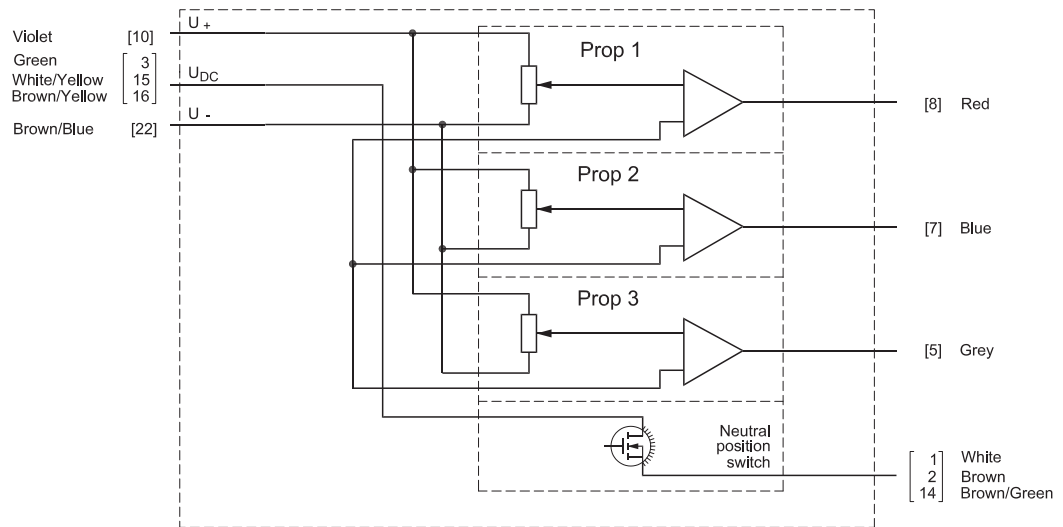 Violet [10] U +
Green 3
White/Yellow 15 UDC
Brown/Yellow 16
Brown/Blue [22] U -
Prop 1
[8] Red
Prop 2
[7] Blue
Prop 3
[5] Grey
Neutral
position
switch
1 White
2 Brown
14 Brown/Green